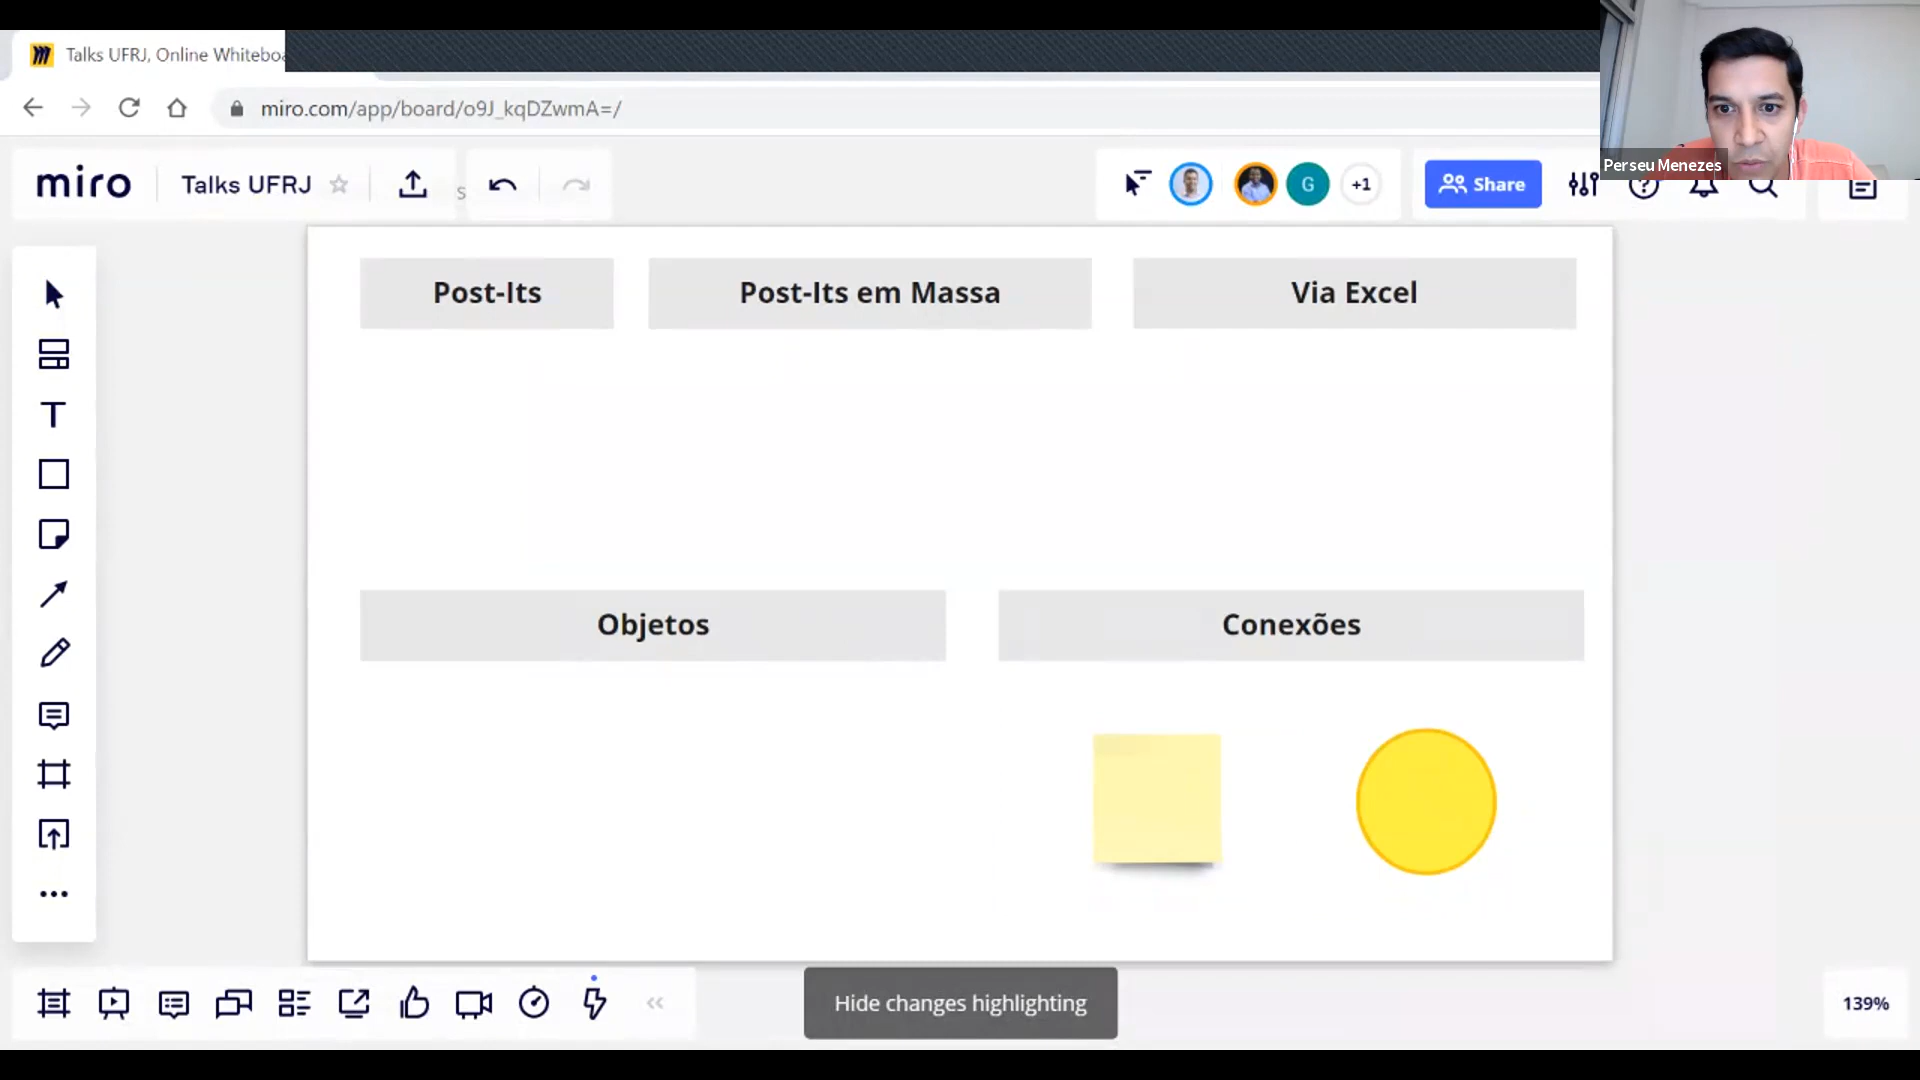 Talks UFRJ, Online Whiteboa
miro.com/app/board/o9J_kqDZwmA=/
Perseu Menezes
miro
Talks UFRJ
s
G
+1
Share
Post-Its
Post-Its em Massa
Via Excel
Objetos
Conexões
Hide changes highlighting
139%